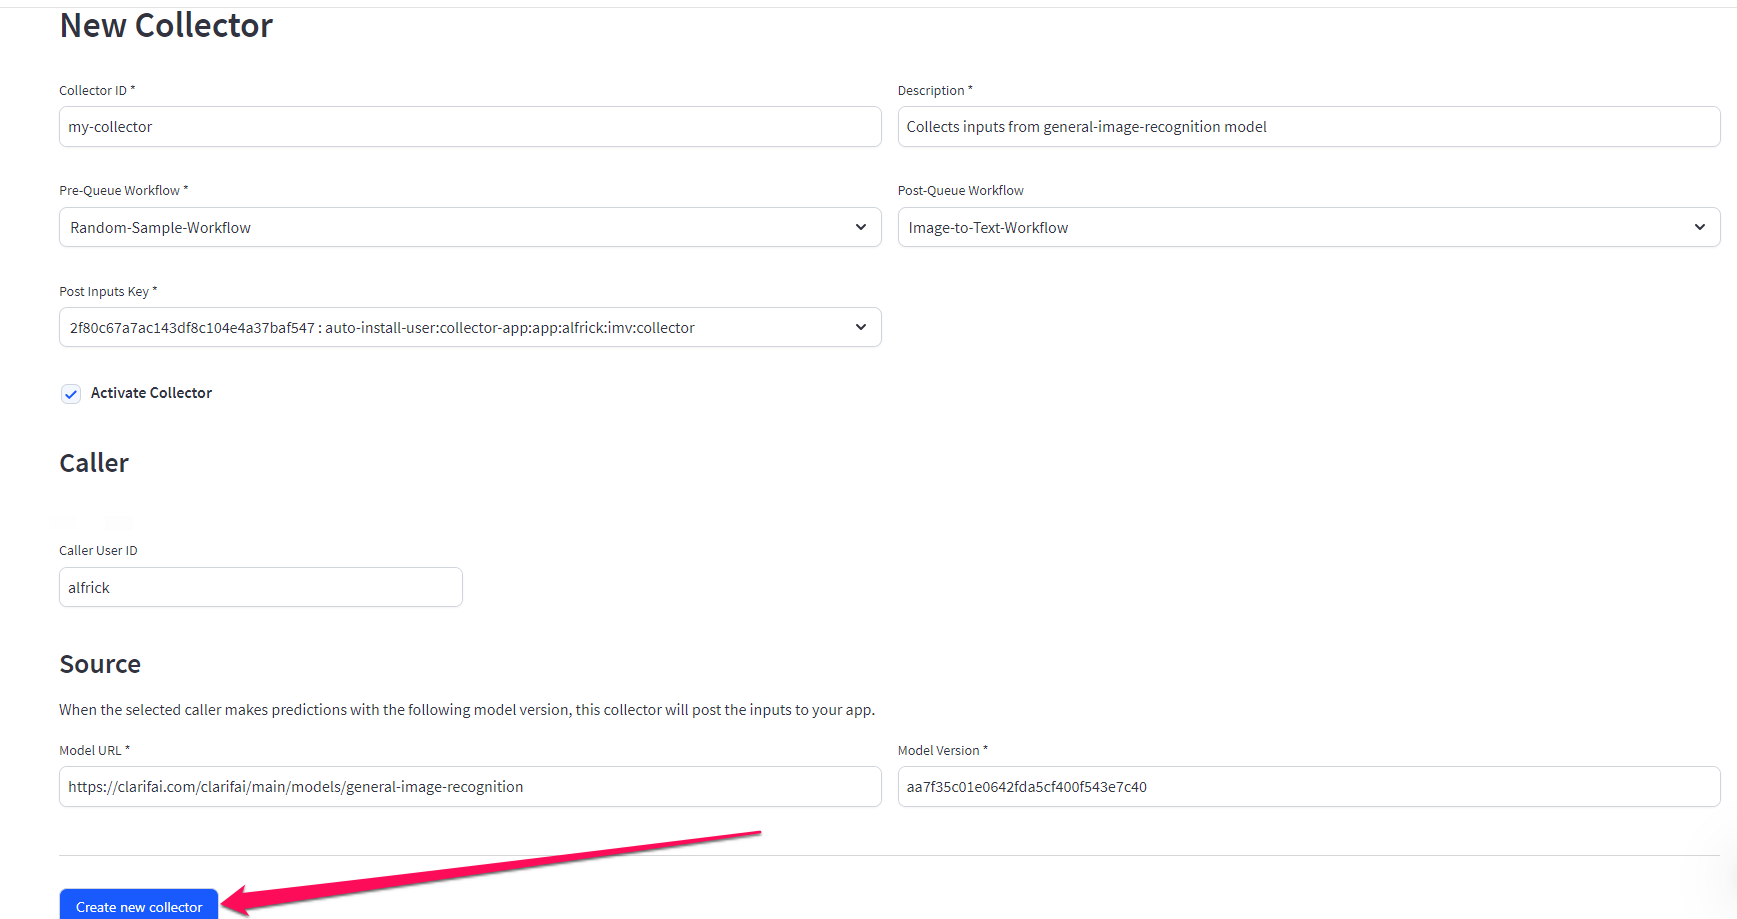 New Collector
Collector ID *
Description *
my-collector
Collects inputs from general-image-recognition model
Pre-Queue Workflow *
Post-Queue Workflow
Random-Sample-Workflow
Image-to-Text-Workflow
Post Inputs Key *
2f80c67a7ac143df8c104e4a37baf547 : auto-install-user:collector-app:app:alfrick:imv:collector
Activate Collector
Caller
Caller User ID
alfrick
Source
When the selected caller makes predictions with the following model version, this collector will post the inputs to your app.
Model URL *
Model Version *
https://clarifai.com/clarifai/main/models/general-image-recognition
aa7f35c01e0642fda5cf400f543e7c40
Create new collector